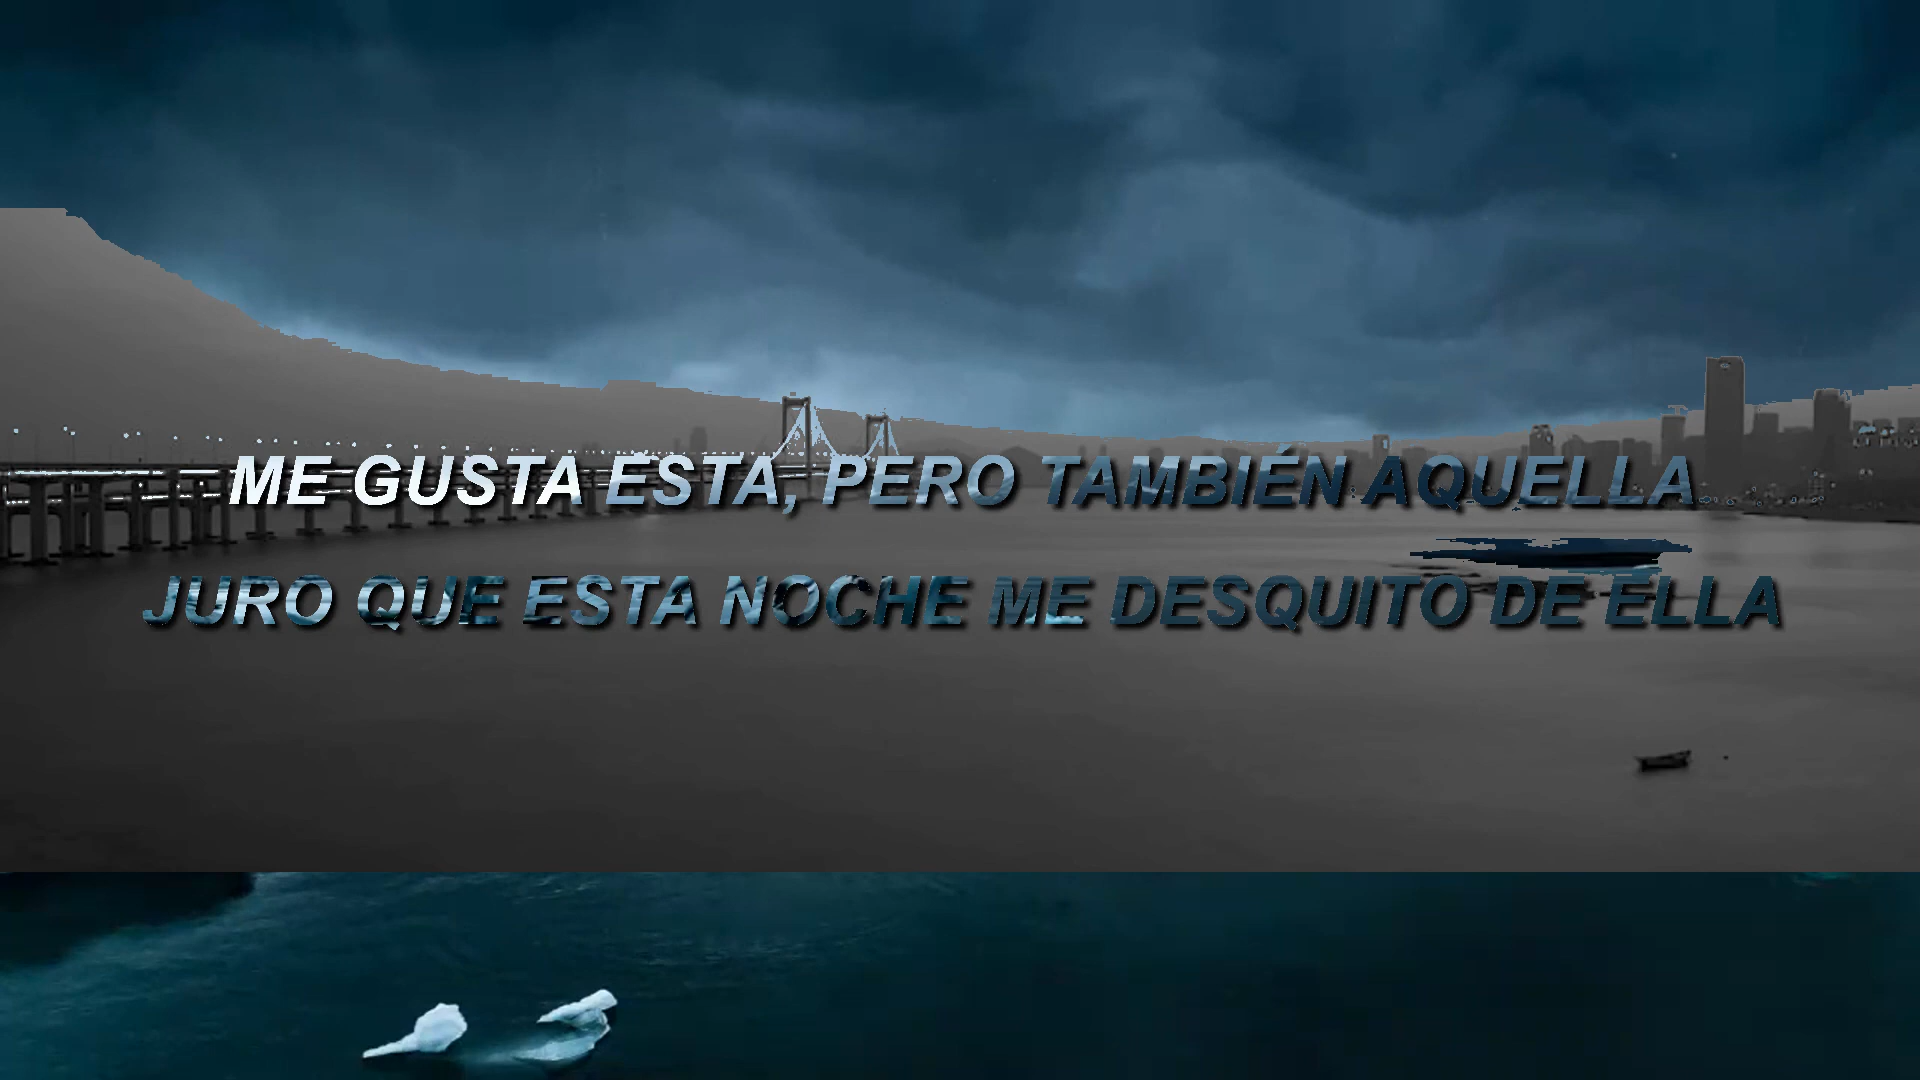 ME GUSTA ESTA, PERO TAMBIÉN AQUELLA
JURO QUE ESTA NOCHE ME DESQUITO DE ELLA